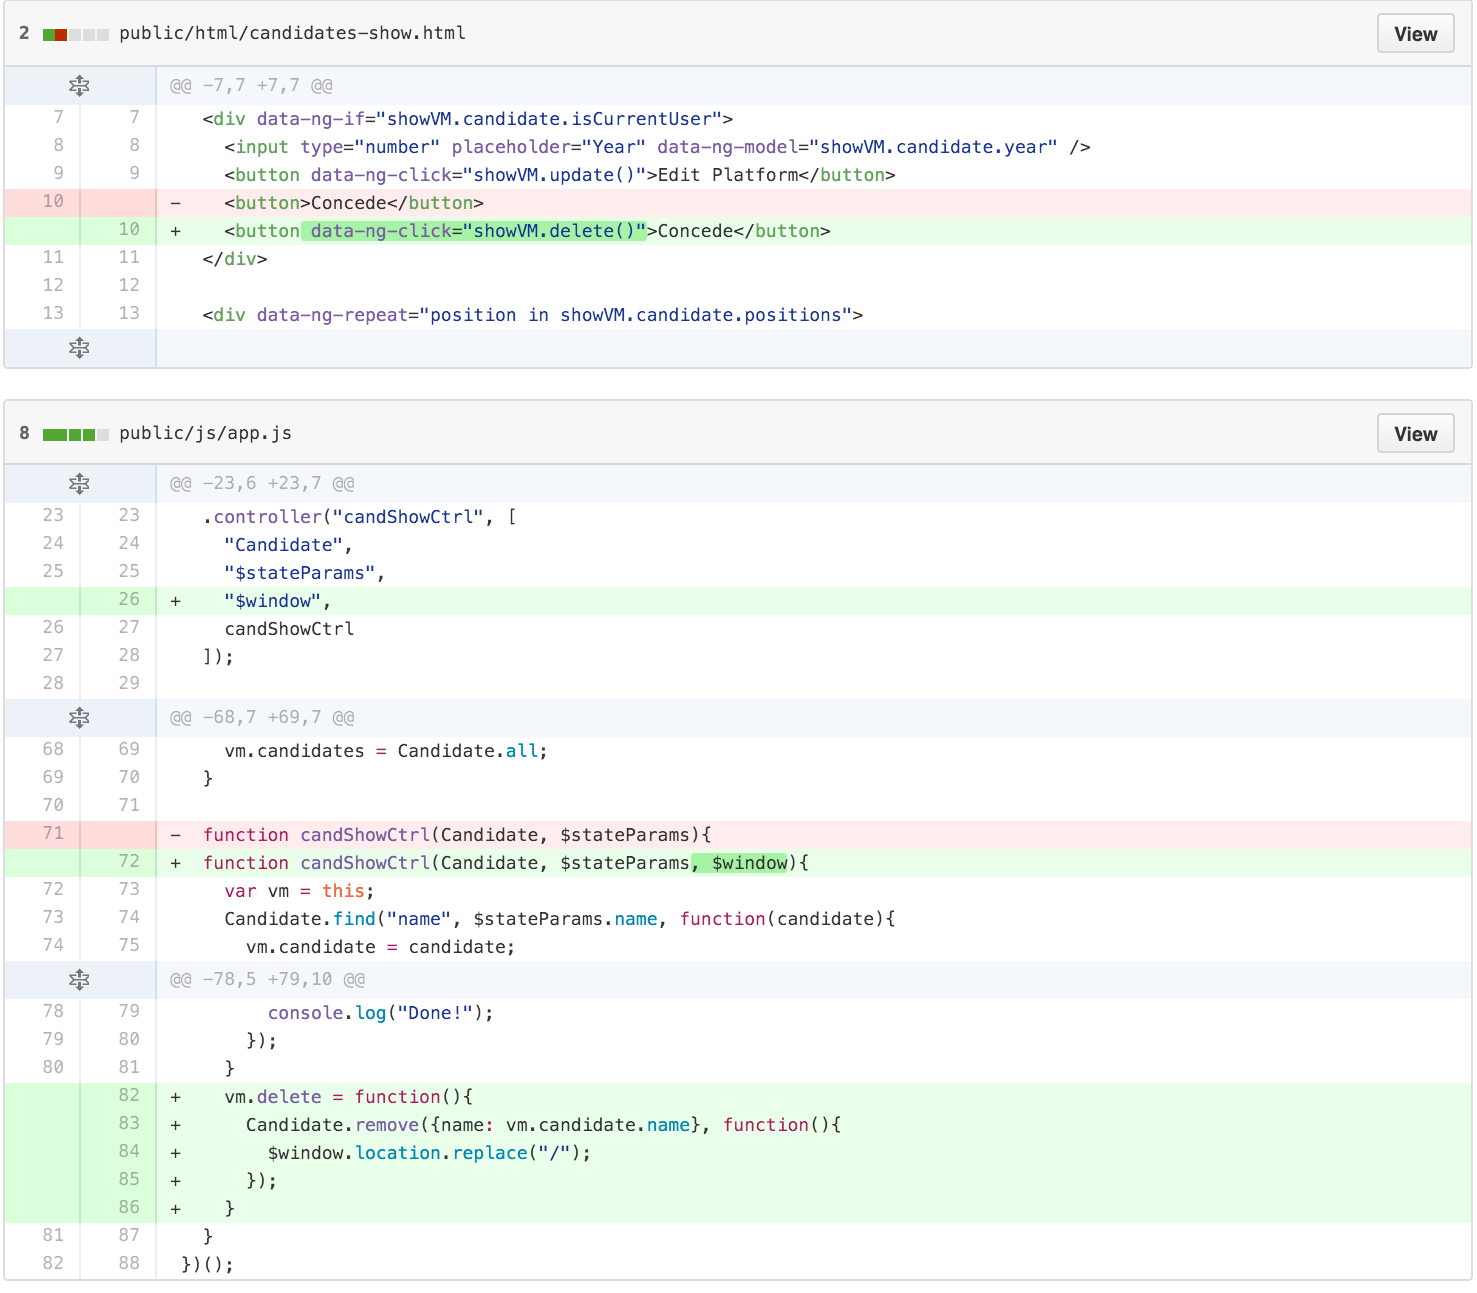 2 public/html/candidates-show.html View
@@ -7,7 +7,7 @@
7 7 <div data-ng-if="showVM.candidate.isCurrentUser">
8 8 <input type="number" placeholder="Year" data-ng-model="showVM.candidate.year" />
9 9 <button data-ng-click="showVM.update()">Edit Platform</button>
10 - <button>Concede</button>
10 + <button data-ng-click="showVM.delete()">Concede</button>
11 11 </div>
12 12
13 13 <div data-ng-repeat="position in showVM.candidate.positions">
8 public/js/app.js View
@@ -23,6 +23,7 @@
23 23 .controller("candShowCtrl", [
24 24 "Candidate",
25 25 "$stateParams",
26 + "$window",
26 27 candShowCtrl
27 28 ]);
28 29
@@ -68,7 +69,7 @@
68 69 vm.candidates = Candidate.all;
69 70 }
70 71
71 - function candShowCtrl(Candidate, $stateParams){
72 + function candShowCtrl(Candidate, $stateParams, $window){
72 73 var vm = this;
73 74 Candidate.find("name", $stateParams.name, function(candidate){
74 75 vm.candidate = candidate;
@@ -78,5 +79,10 @@
78 79 console.log("Done!");
79 80 });
80 81 }
82 + vm.delete = function(){
83 + Candidate.remove({name: vm.candidate.name}, function(){
84 + $window.location.replace("/");
85 + });
86 + }
81 87 }
82 88 })();